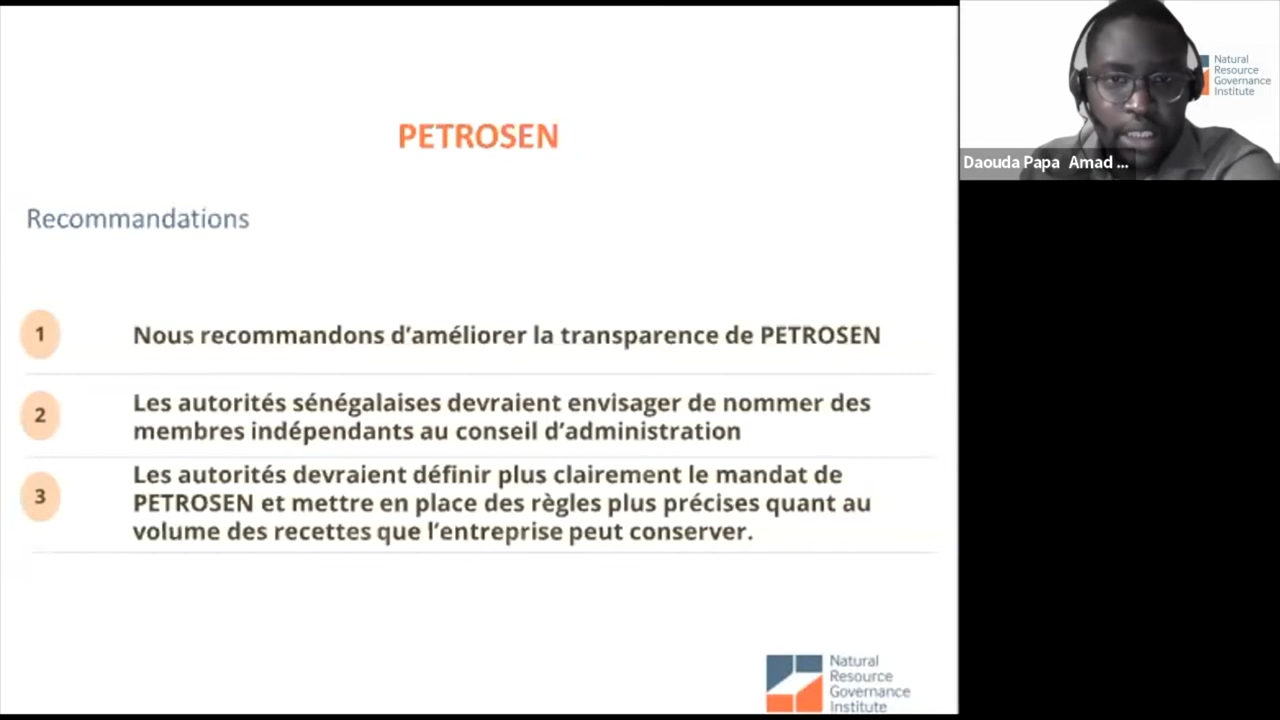 PETROSEN
Recommandations
1
Nous recommandons d’améliorer la transparence de PETROSEN
2
Les autorités sénégalaises devraient envisager de nommer des
membres indépendants au conseil d’administration
3
Les autorités devraient définir plus clairement le mandat de
PETROSEN et mettre en place des règles plus précises quant au
volume des recettes que l’entreprise peut conserver.
Natural
Resource
Governance
Institute
Natural
Resource
Governance
Institute
Daouda Papa Amad ...